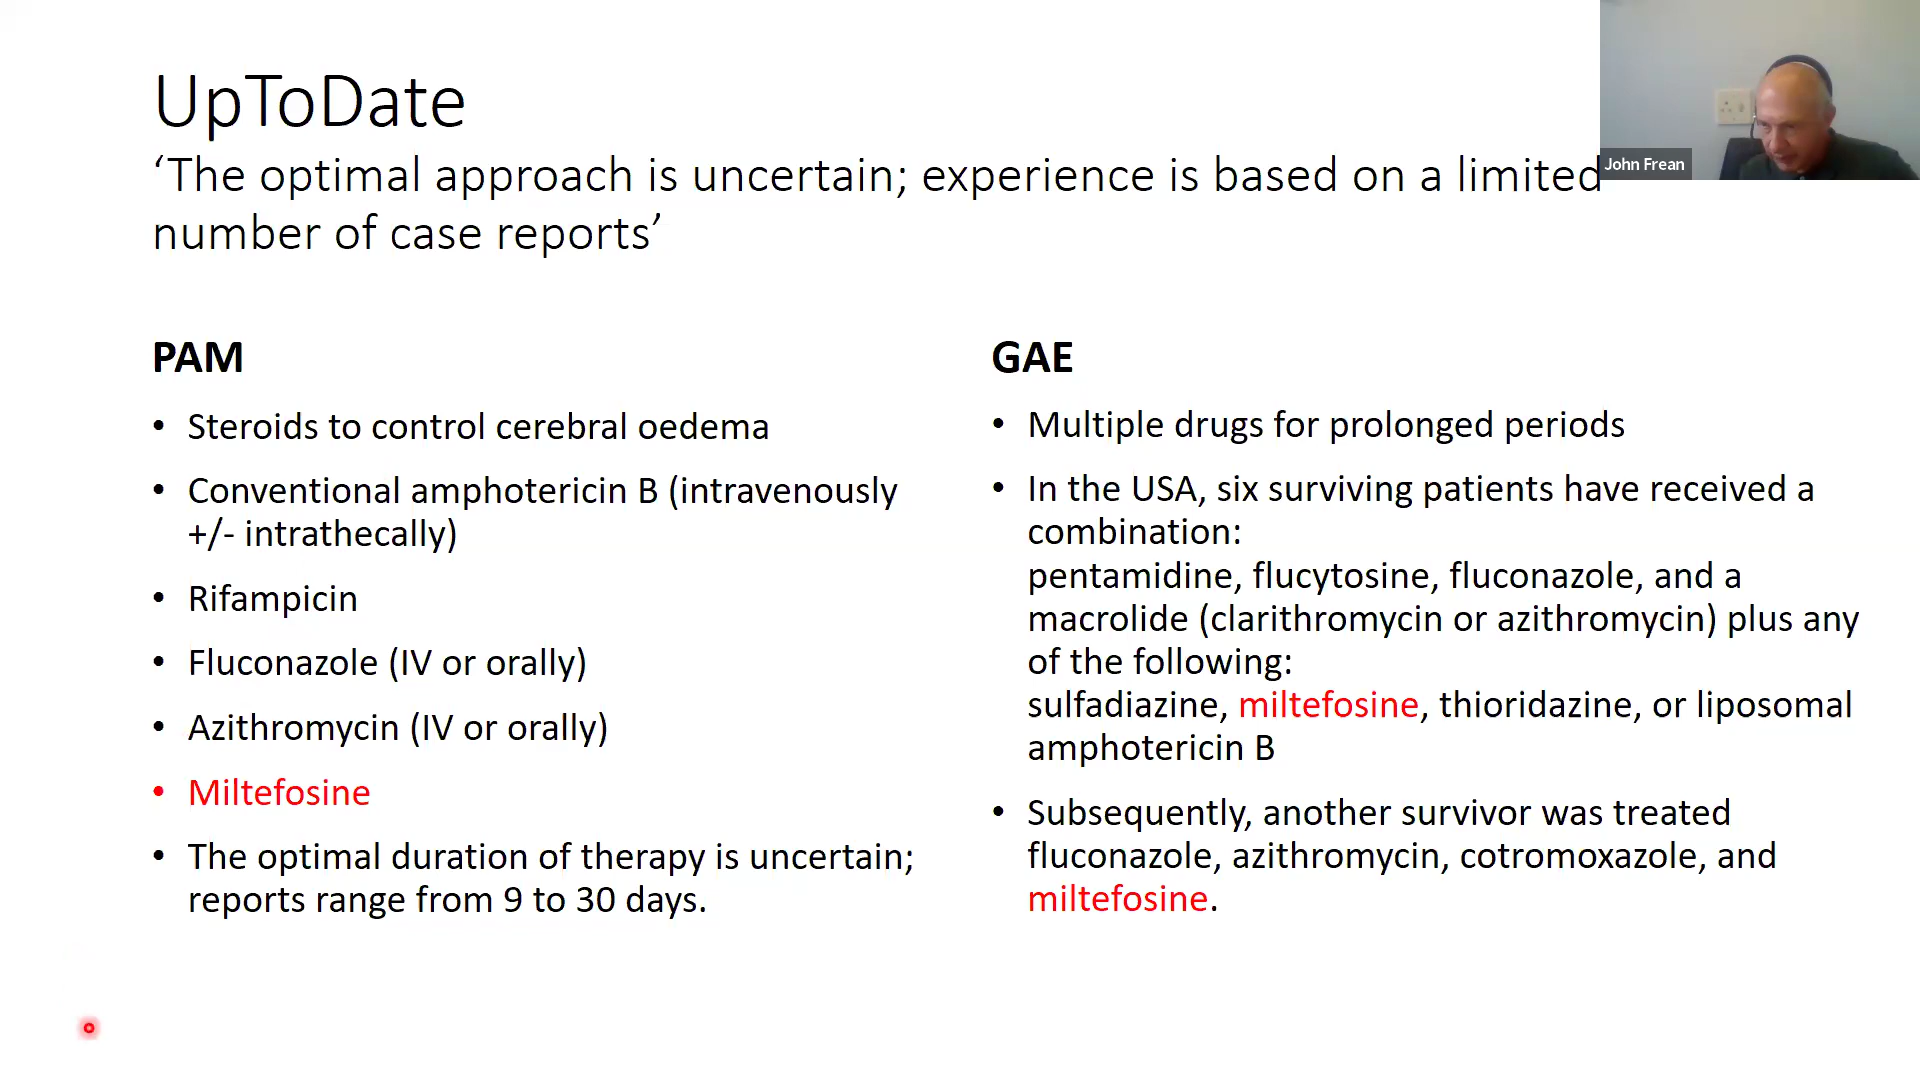 UpToDate
‘The optimal approach is uncertain; experience is based on a limited
number of case reports’
John Frean
PAM
• Steroids to control cerebral oedema
• Conventional amphotericin B (intravenously
+/- intrathecally)
• Rifampicin
• Fluconazole (IV or orally)
• Azithromycin (IV or orally)
• Miltefosine
• The optimal duration of therapy is uncertain;
reports range from 9 to 30 days.
GAE
• Multiple drugs for prolonged periods
• In the USA, six surviving patients have received a
combination:
pentamidine, flucytosine, fluconazole, and a
macrolide (clarithromycin or azithromycin) plus any
of the following:
sulfadiazine, miltefosine, thioridazine, or liposomal
amphotericin B
• Subsequently, another survivor was treated
fluconazole, azithromycin, cotromoxazole, and
miltefosine.